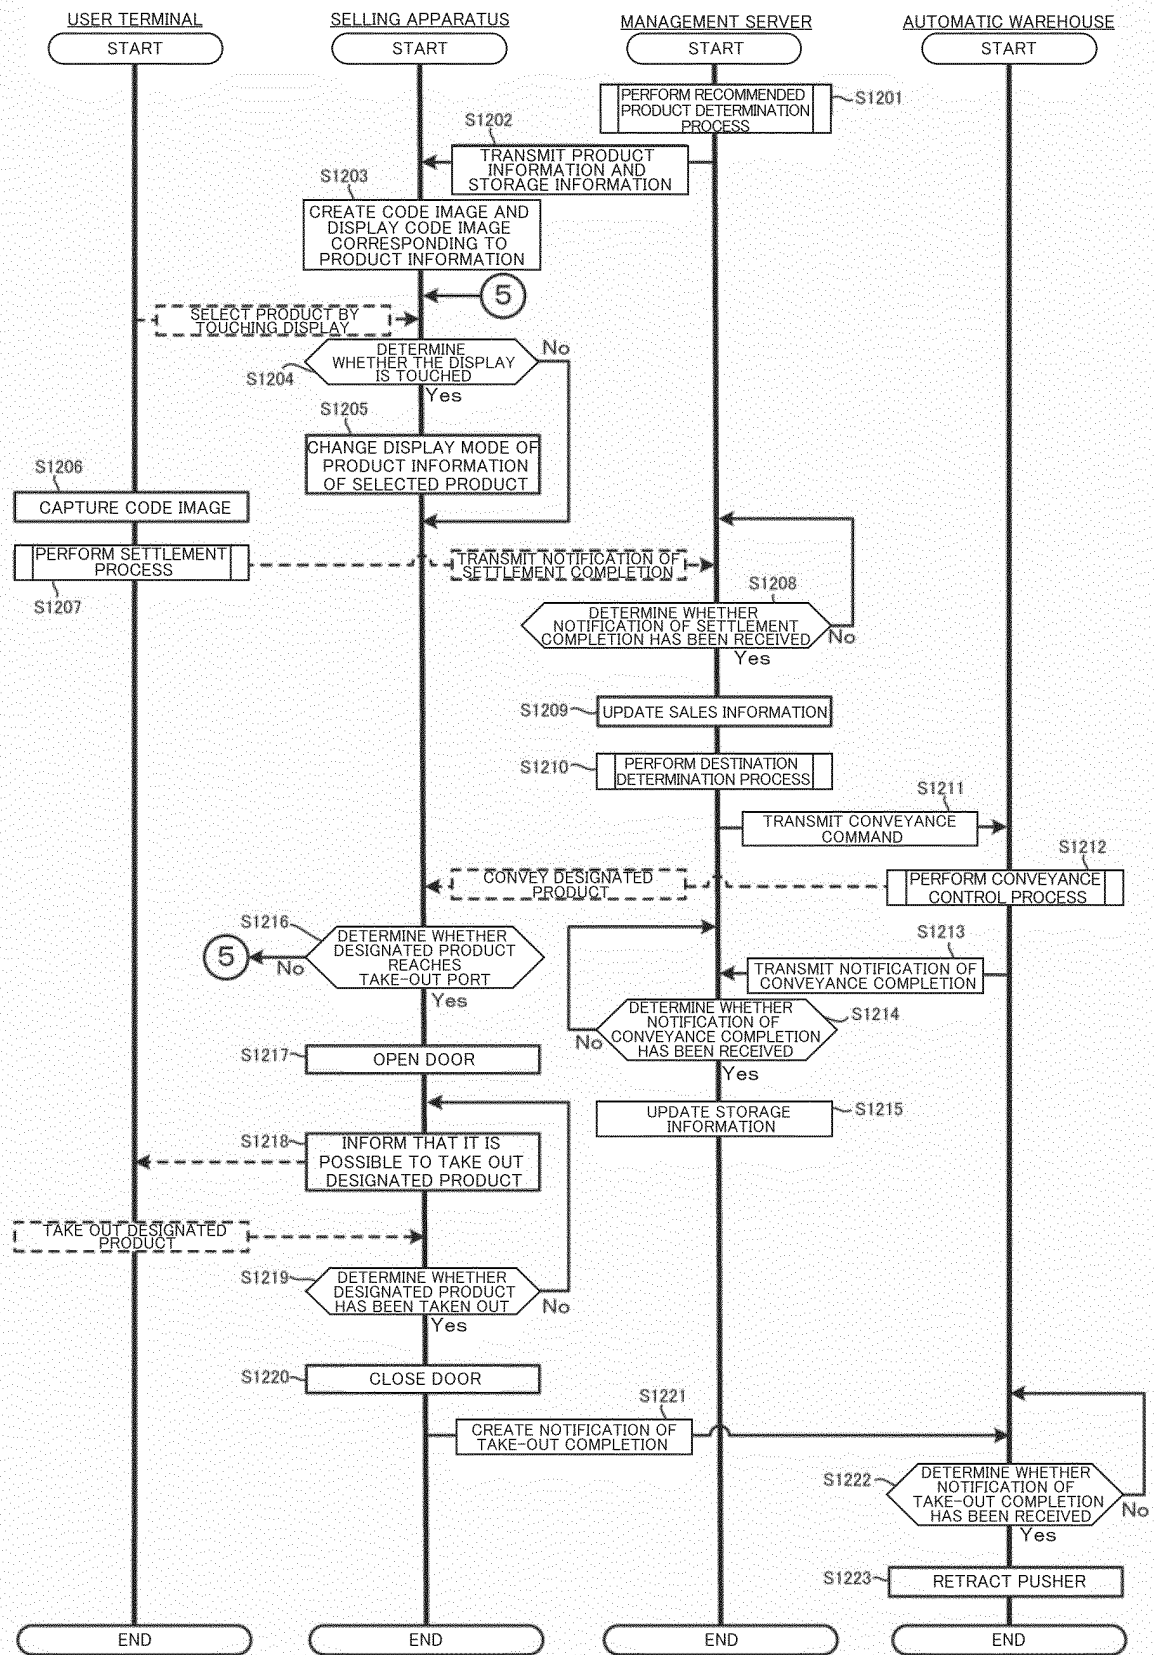 USER TERMINAL
SELLING APPARATUS
MANAGEMENT SERVER
AUTOMATIC WAREHOUSE
START
START
START
START
PERFORM RECOMMENDED
PRODUCT DETERMINATION
PROCESS
S1201
S1202
TRANSMIT PRODUCT
INFORMATION AND
STORAGE INFORMATION
S1203
CREATE CODE IMAGE AND
DISPLAY CODE IMAGE
CORRESPONDING TO
PRODUCT INFORMATION
5
SELECT PRODUCT BY
TOUCHING DISPLAY
DETERMINE
WHETHER THE DISPLAY
IS TOUCHED
No
S1204
Yes
S1205
CHANGE DISPLAY MODE OF
PRODUCT INFORMATION
OF SELECTED PRODUCT
S1206
CAPTURE CODE IMAGE
PERFORM SETTLEMENT
PROCESS
S1207
TRANSMIT NOTIFICATION OF
SETTLEMENT COMPLETION
S1208
DETERMINE WHETHER
NOTIFICATION OF SETTLEMENT
COMPLETION HAS BEEN RECEIVED
No
Yes
S1209
UPDATE SALES INFORMATION
S1210
PERFORM DESTINATION
DETERMINATION PROCESS
S1211
TRANSMIT CONVEYANCE
COMMAND
S1212
PERFORM CONVEYANCE
CONTROL PROCESS
CONVEY DESIGNATED
PRODUCT
S1216
DETERMINE WHETHER
DESIGNATED PRODUCT
REACHES
TAKE-OUT PORT
5
No
Yes
S1213
TRANSMIT NOTIFICATION OF
CONVEYANCE COMPLETION
DETERMINE WHETHER
NOTIFICATION OF
CONVEYANCE COMPLETION
HAS BEEN RECEIVED
S1214
No
Yes
S1217
OPEN DOOR
UPDATE STORAGE
INFORMATION
S1215
S1218
INFORM THAT IT IS
POSSIBLE TO TAKE OUT
DESIGNATED PRODUCT
TAKE OUT DESIGNATED
PRODUCT
S1219
DETERMINE WHETHER
DESIGNATED PRODUCT
HAS BEEN TAKEN OUT
No
Yes
S1220
CLOSE DOOR
S1221
CREATE NOTIFICATION OF
TAKE-OUT COMPLETION
S1222
DETERMINE WHETHER
NOTIFICATION OF
TAKE-OUT COMPLETION
HAS BEEN RECEIVED
No
Yes
S1223
RETRACT PUSHER
END
END
END
END